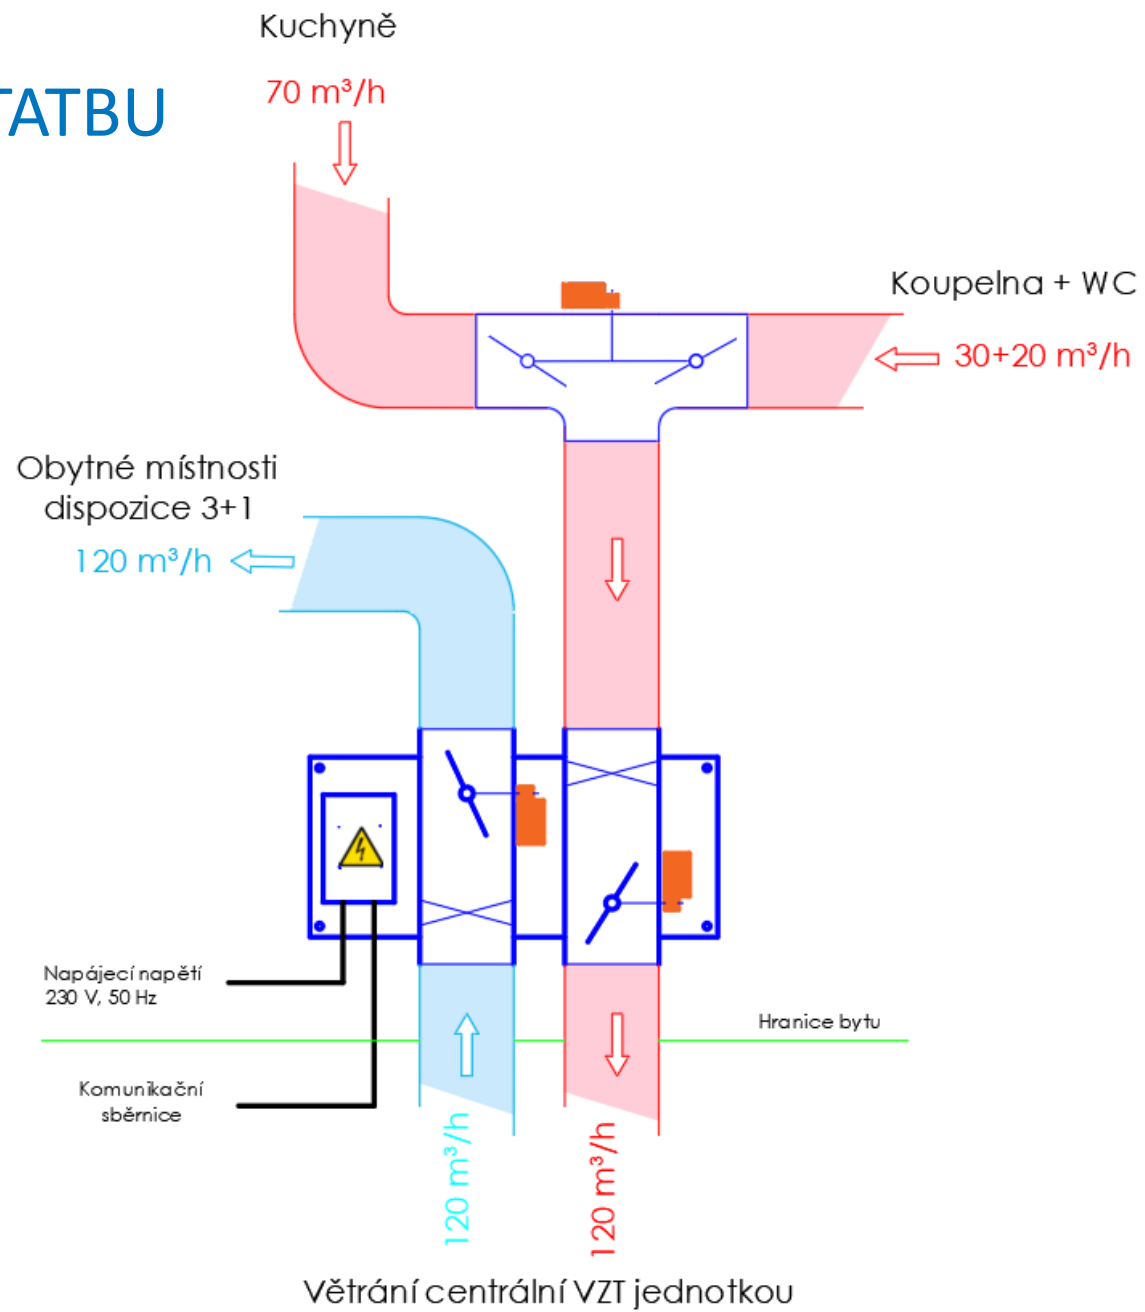 Kuchyně
70 m³/h
TATBU
Koupelna + WC
30+20 m³/h
Obytné místnosti
dispozice 3+1
120 m³/h
Napájecí napětí
230 V, 50 Hz
Hranice bytu
Komunikační
sběrnice
120 m³/h
120 m³/h
Větrání centrální VZT jednotkou